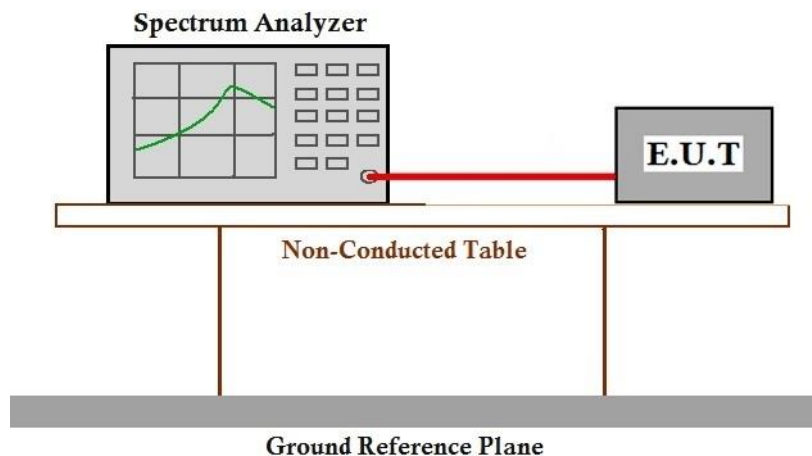 Spectrum Analyzer
E.U.T
Non-Conducted Table
Ground Reference Plane